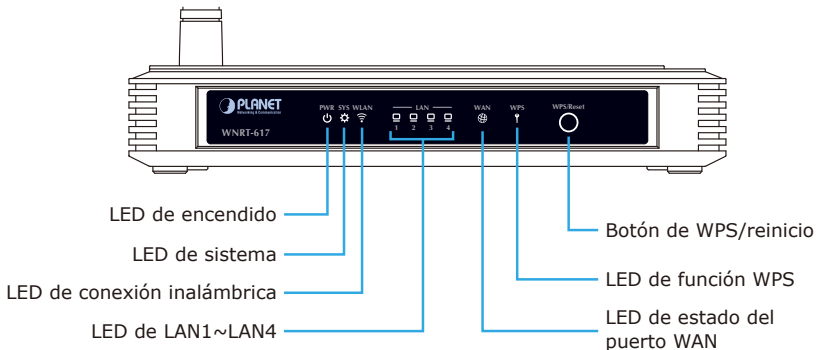 PLANET
Networking & Communication
WNRT-617
PWR SYS WLAN
LAN
1 2 3 4
WAN
WPS
WPS/Reset
LED de encendido
LED de sistema
LED de conexión inalámbrica
LED de LAN1~LAN4
Botón de WPS/reinicio
LED de función WPS
LED de estado del
puerto WAN